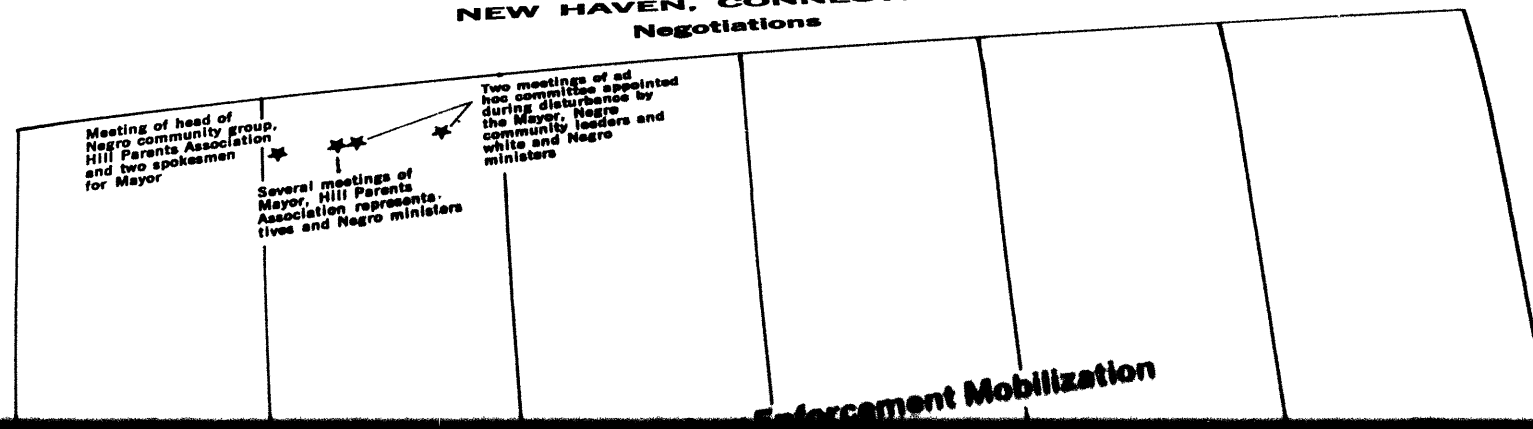 NEW HAVEN,
Negotiations
Meeting of head of
Negro community group,
Hill Parents Association
and two spokesmen
for Mayor
Several meetings of
Mayor, Hill Parents
Association representa-
tives and Negro ministers
Two meetings of ad
hoc committee appointed
during disturbance by
the Mayor, Negro
community leaders and
white and Negro
ministers
Enforcement Mobilization